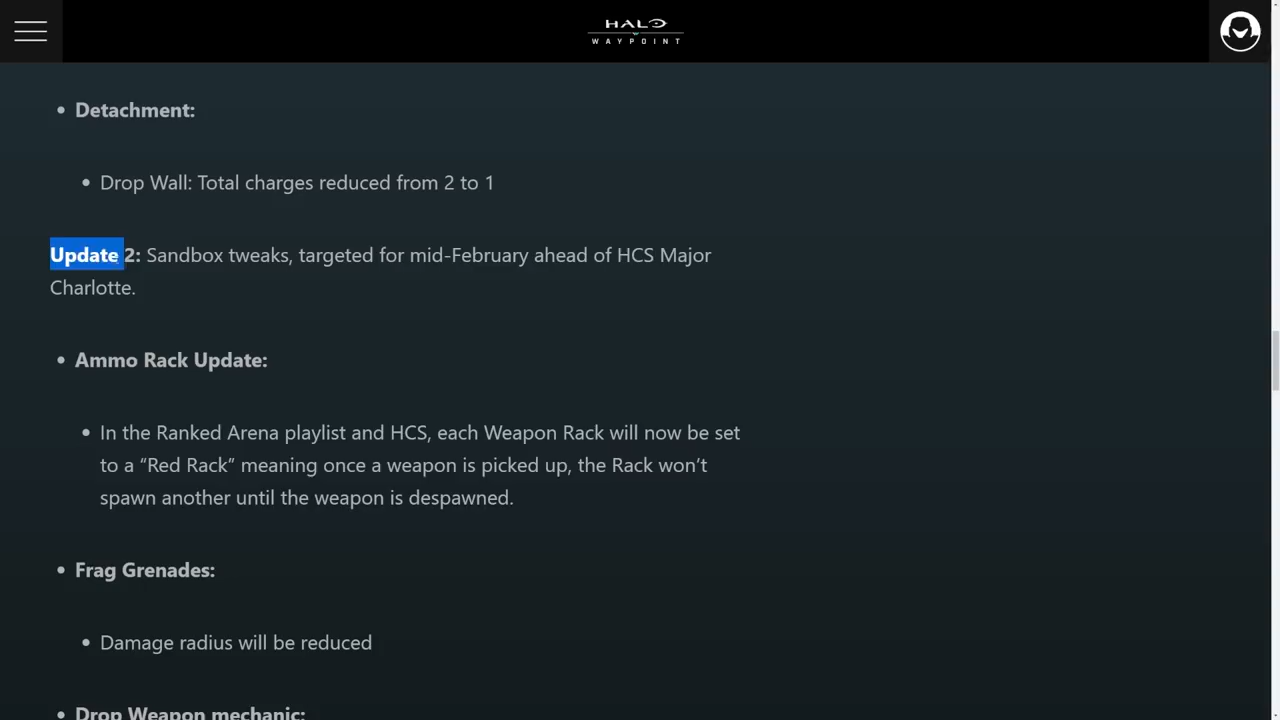 HALO
WAYPOINT
• Detachment:
• Drop Wall: Total charges reduced from 2 to 1
Update 2: Sandbox tweaks, targeted for mid-February ahead of HCS Major
Charlotte.
• Ammo Rack Update:
• In the Ranked Arena playlist and HCS, each Weapon Rack will now be set
to a “Red Rack” meaning once a weapon is picked up, the Rack won’t
spawn another until the weapon is despawned.
• Frag Grenades:
• Damage radius will be reduced
• Drop Weapon mechanic: